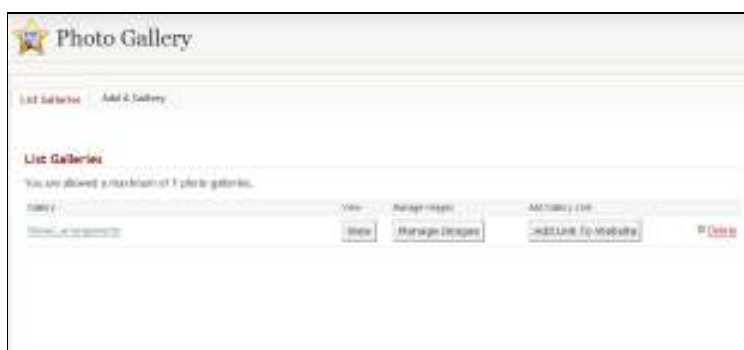 Photo Gallery
List Galleries Add A Gallery
List Galleries
You are allowed a maximum of 7 photo galleries.
Gallery View Manage Images Add Gallery Link
View Manage Images Add Link To Website Delete